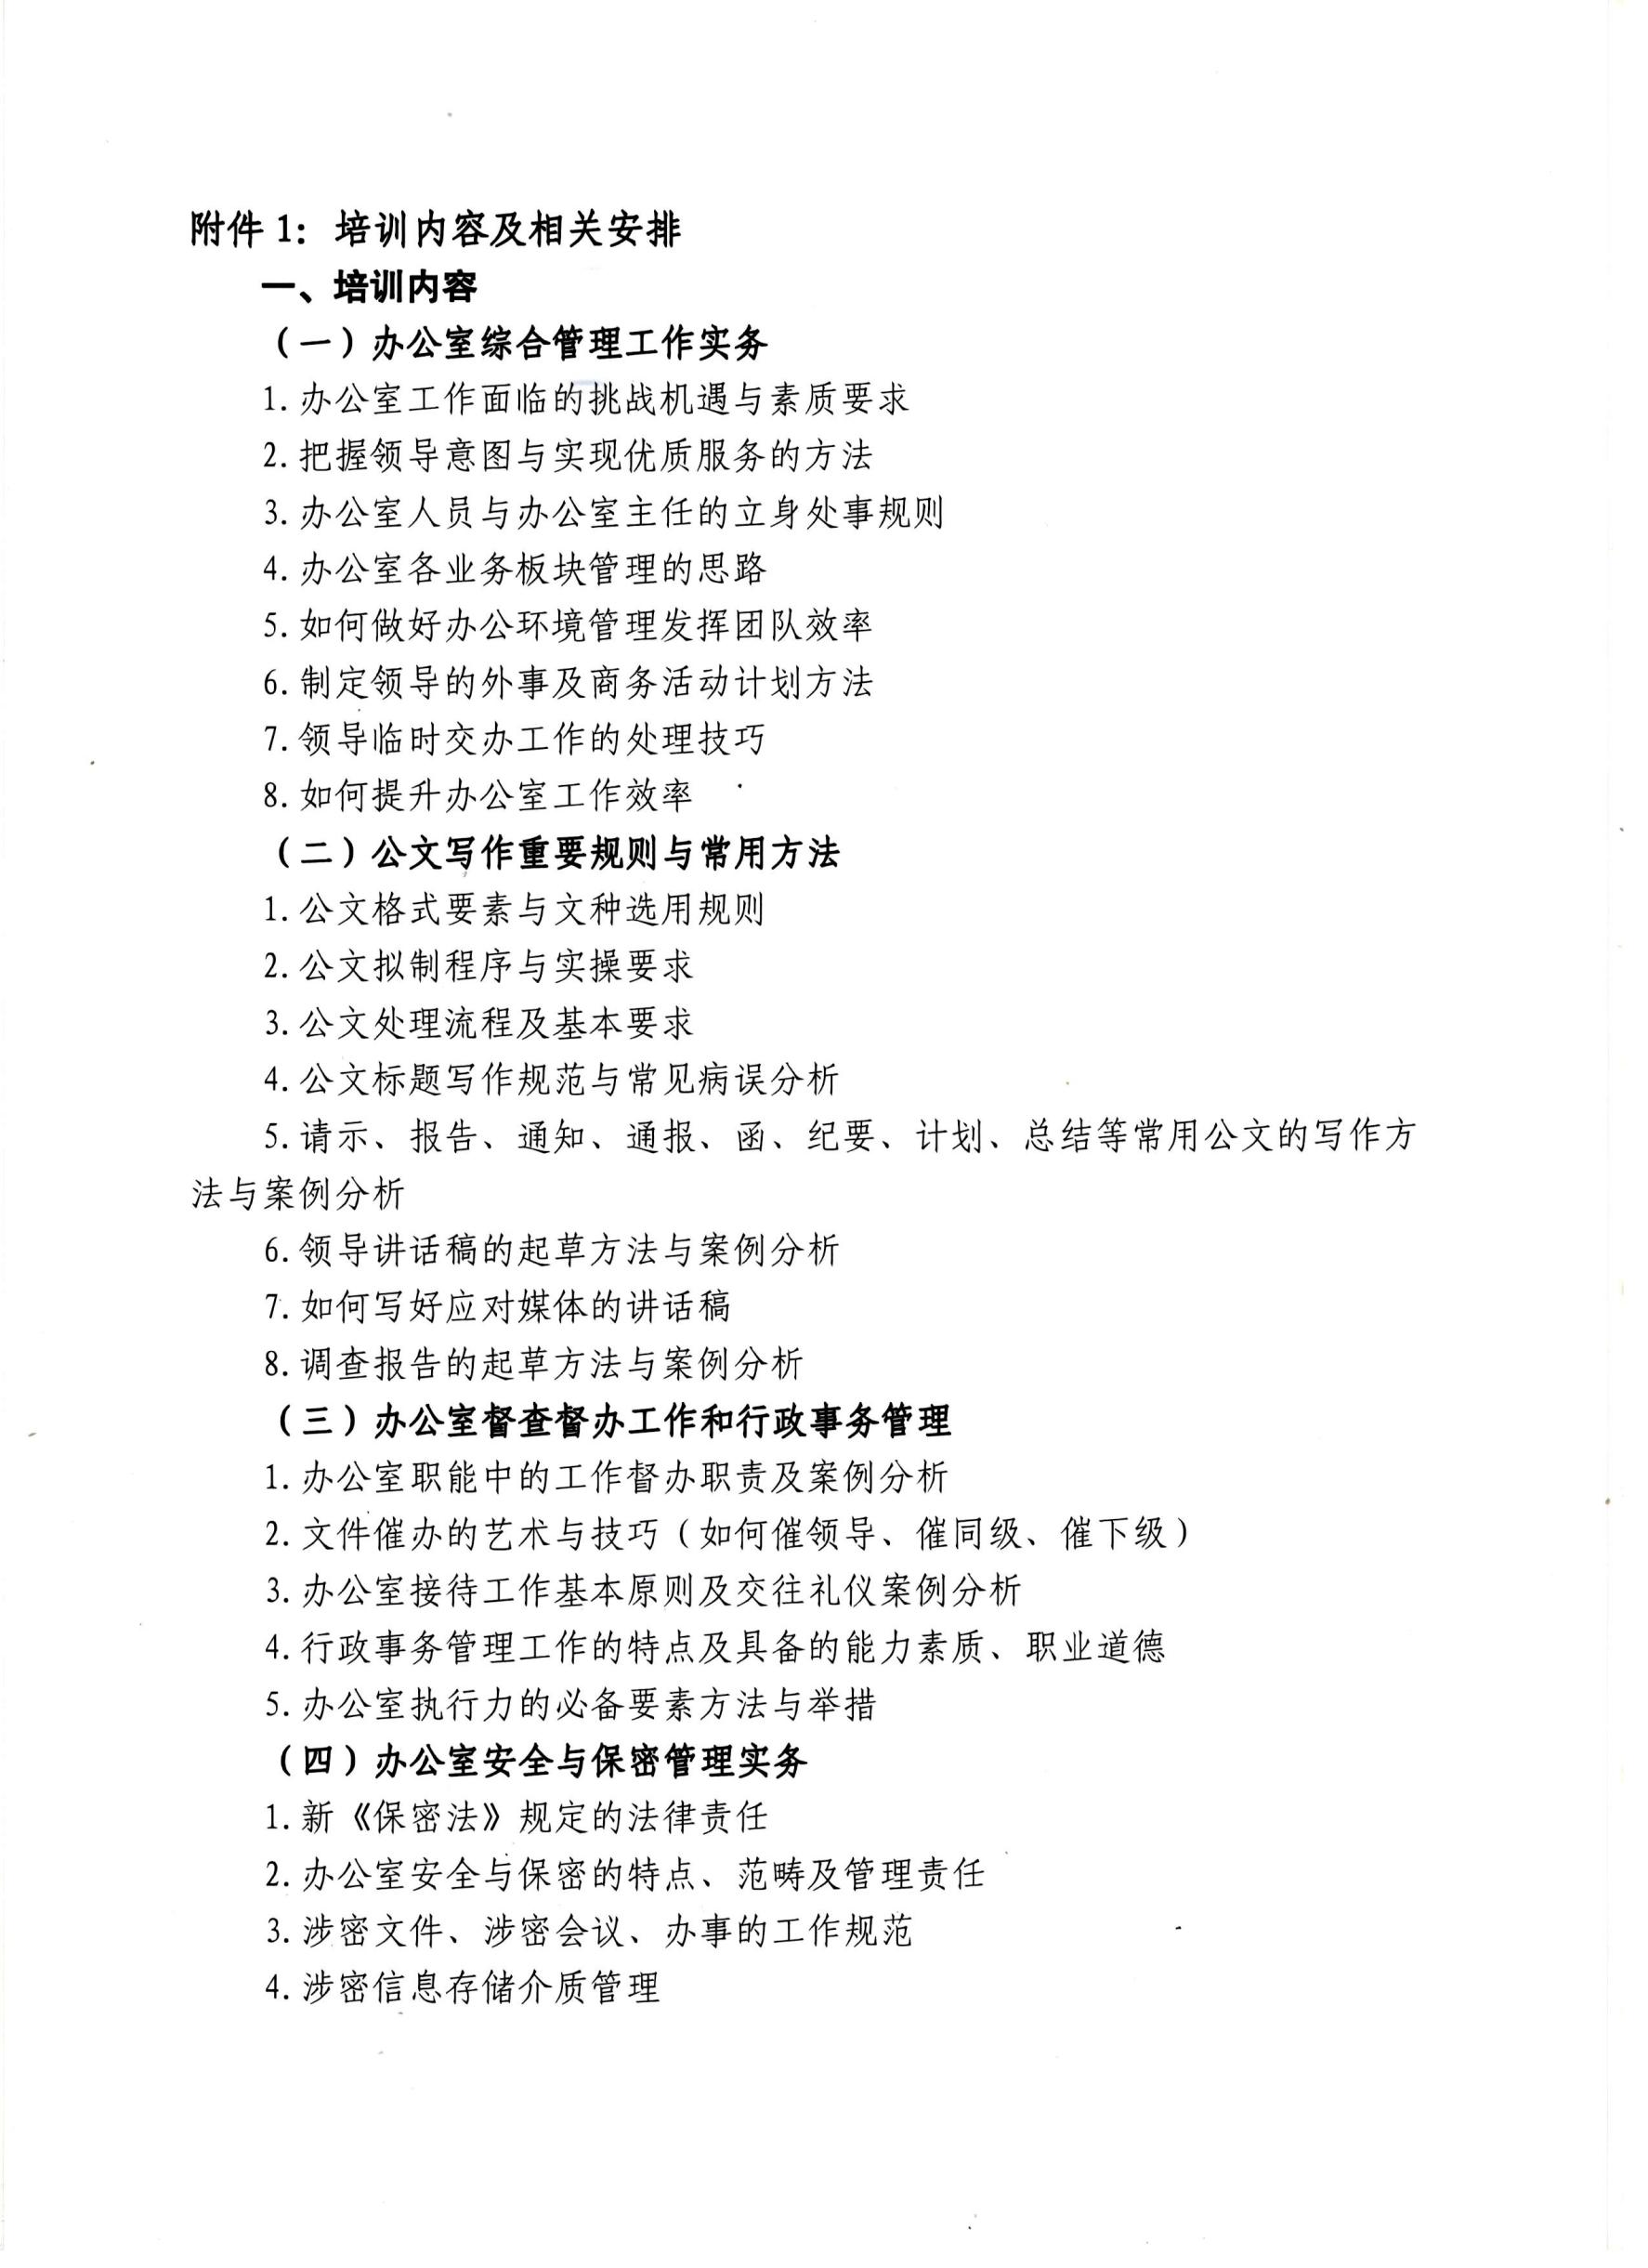 附件 1：培训内容及相关安排
一、培训内容
（一）办公室综合管理工作实务
1. 办公室工作面临的挑战机遇与素质要求
2. 把握领导意图与实现优质服务的方法
3. 办公室人员与办公室主任的立身处事规则
4. 办公室各业务板块管理的思路
5. 如何做好办公环境管理发挥团队效率
6. 制定领导的外事及商务活动计划方法
7. 领导临时交办工作的处理技巧
8. 如何提升办公室工作效率
（二）公文写作重要规则与常用方法
1. 公文格式要素与文种选用规则
2. 公文拟制程序与实操要求
3. 公文处理流程及基本要求
4. 公文标题写作规范与常见病误分析
5. 请示、报告、通知、通报、函、纪要、计划、总结等常用公文的写作方
法与案例分析
6. 领导讲话稿的起草方法与案例分析
7. 如何写好应对媒体的讲话稿
8. 调查报告的起草方法与案例分析
（三）办公室督查督办工作和行政事务管理
1. 办公室职能中的工作督办职责及案例分析
2. 文件催办的艺术与技巧（如何催领导、催同级、催下级）
3. 办公室接待工作基本原则及交往礼仪案例分析
4. 行政事务管理工作的特点及具备的能力素质、职业道德
5. 办公室执行力的必备要素方法与举措
（四）办公室安全与保密管理实务
1. 新《保密法》规定的法律责任
2. 办公室安全与保密的特点、范畴及管理责任
3. 涉密文件、涉密会议、办事的工作规范
4. 涉密信息存储介质管理